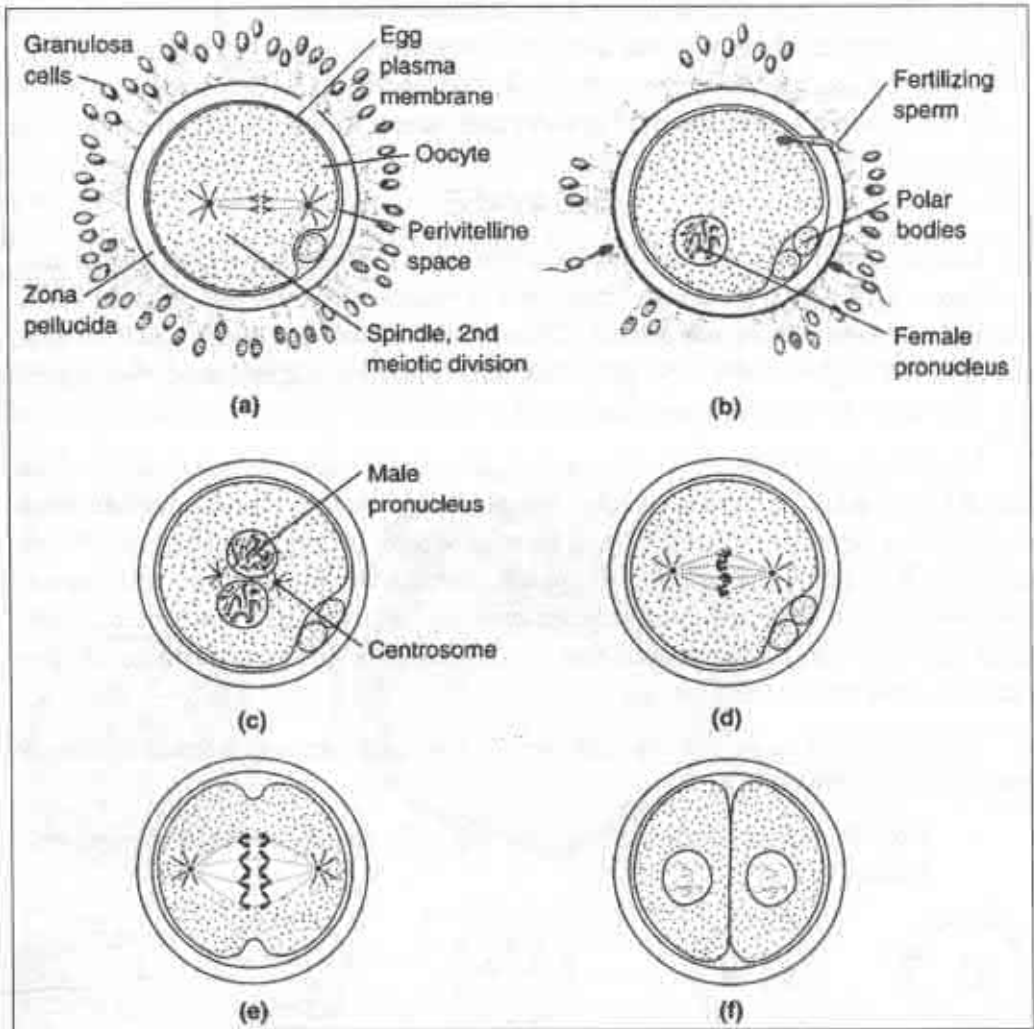 Granulosa
cells
Egg
plasma
membrane
Oocyte
Perivitelline
space
Zona
pellucida
Spindle, 2nd
meiotic division
(a)
Fertilizing
sperm
Polar
bodies
Female
pronucleus
(b)
Male
pronucleus
Centrosome
(c)
(d)
(e)
(f)